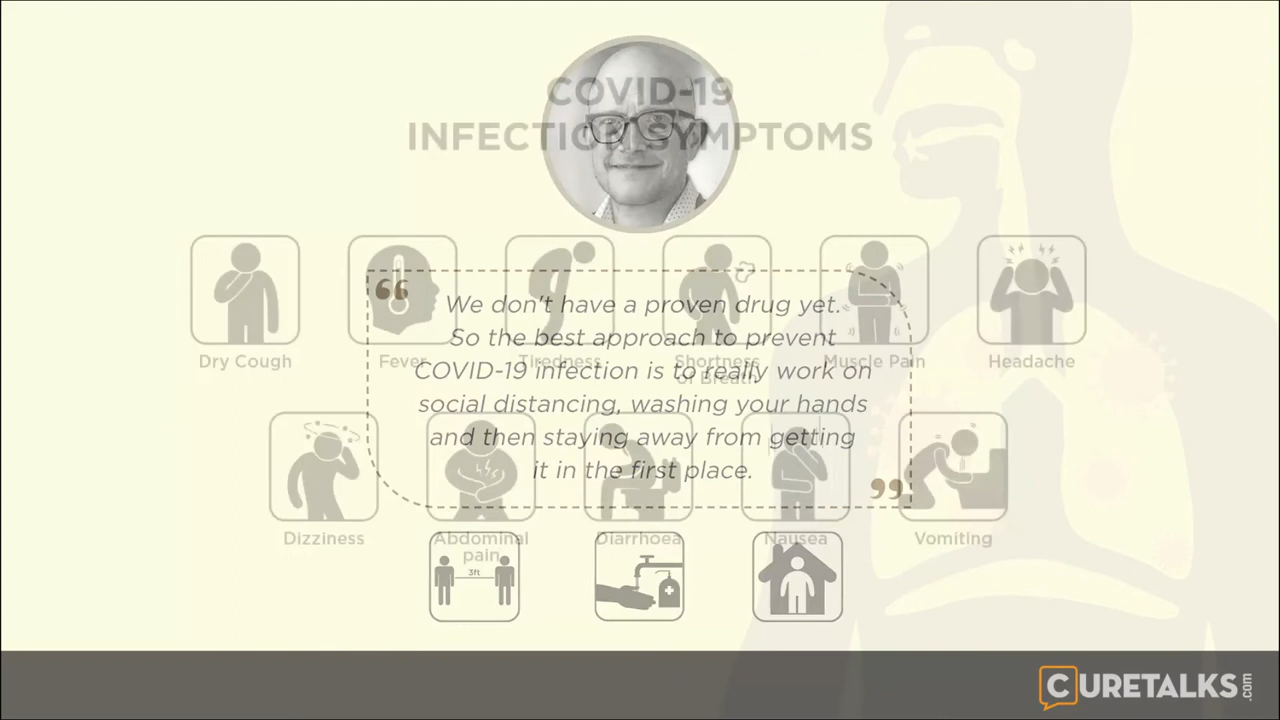 COVID-19
INFECTION SYMPTOMS
Dry Cough
Fever
Tiredness
Shortness
of Breath
Muscle Pain
Headache
“ We don't have a proven drug yet.
So the best approach to prevent
COVID-19 infection is to really work on
social distancing, washing your hands
and then staying away from getting
it in the first place. ”
Dizziness
Abdominal
pain
Diarrhoea
Nausea
Vomiting
3ft
CURETALKS.com